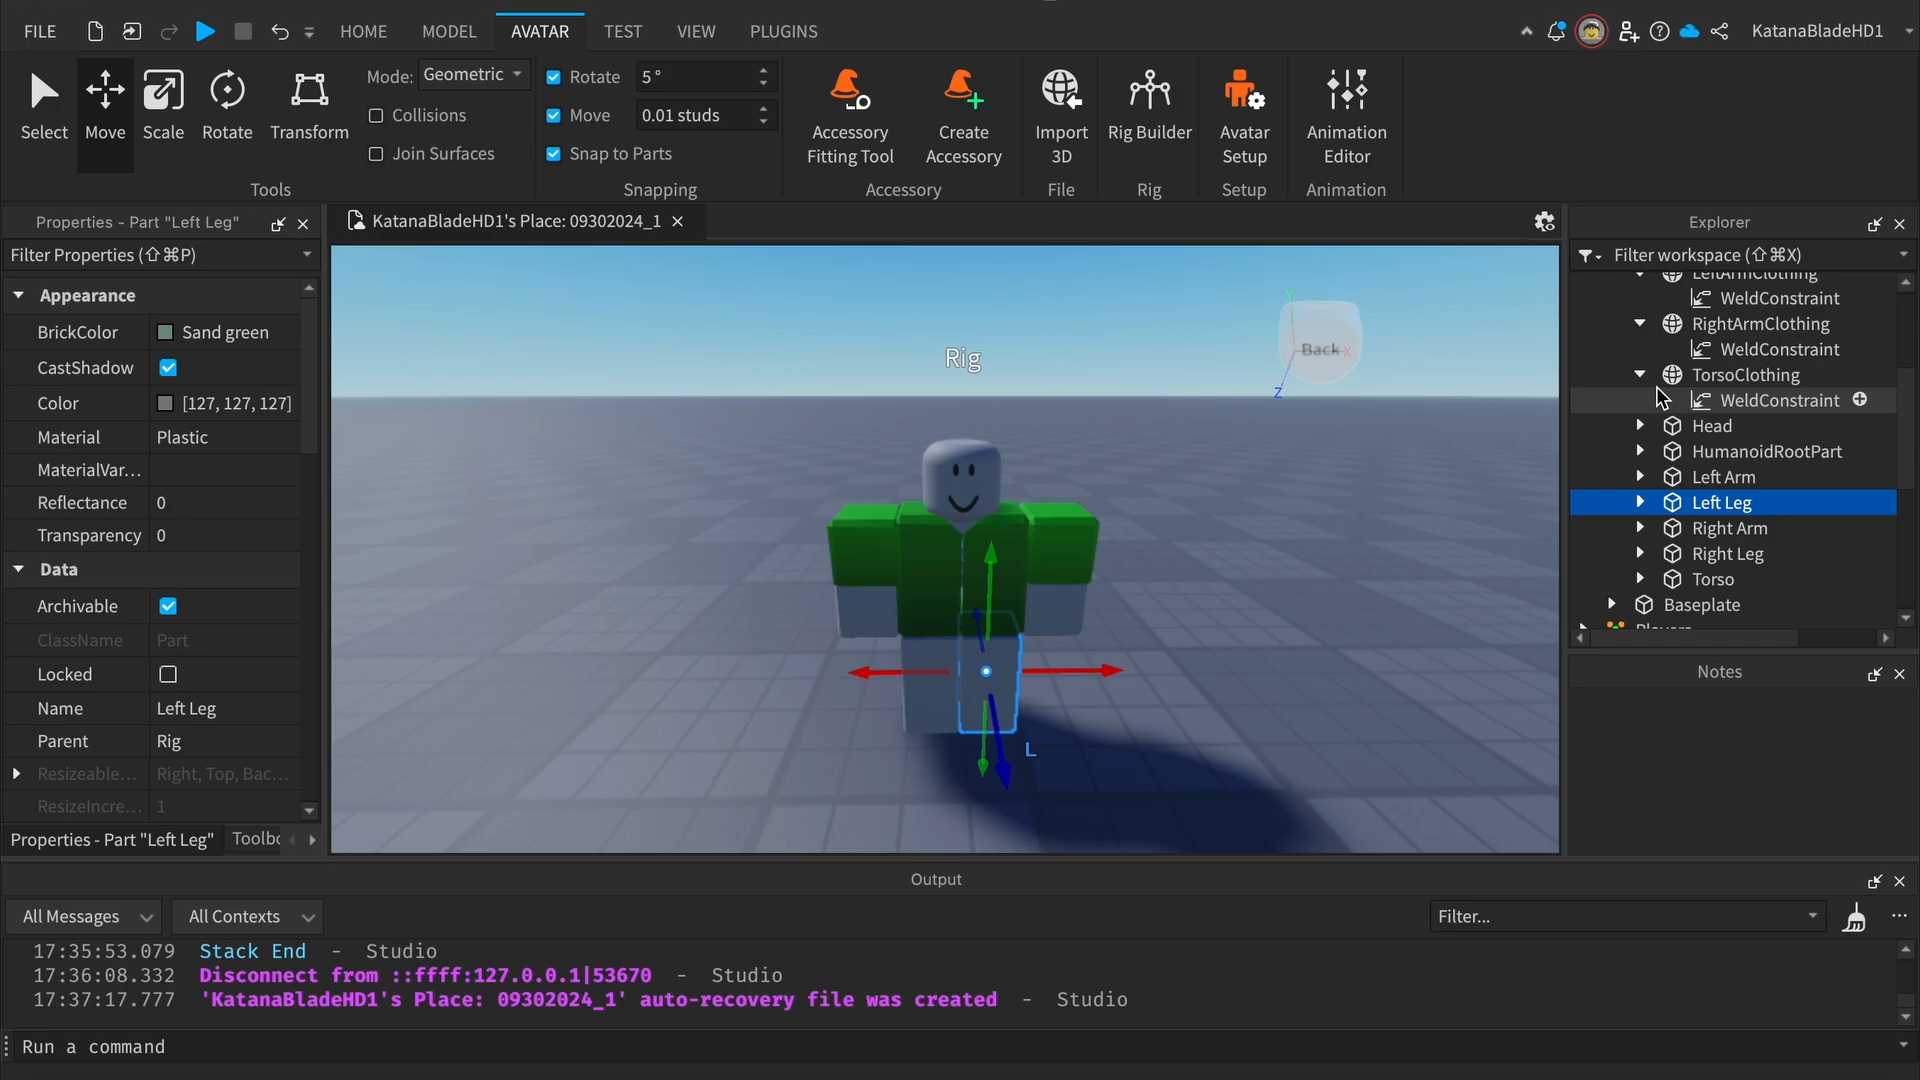 FILE HOME MODEL AVATAR TEST VIEW PLUGINS KatanaBladeHD1
Select Move Scale Rotate Transform
Mode: Geometric
Collisions
Join Surfaces
Tools
Rotate 5 °
Move 0.01 studs
Snap to Parts
Snapping
Accessory
Fitting Tool
Create
Accessory
Accessory
Import
3D
File
Rig Builder
Rig
Avatar
Setup
Setup
Animation
Editor
Animation
Properties - Part "Left Leg"
Filter Properties (⇧⌘P)
Appearance
BrickColor Sand green
CastShadow
Color [127, 127, 127]
Material Plastic
MaterialVar...
Reflectance 0
Transparency 0
Data
Archivable
ClassName Part
Locked
Name Left Leg
Parent Rig
Resizeable... Right, Top, Bac...
ResizeIncre... 1
Properties - Part "Left Leg" Toolbc
KatanaBladeHD1's Place: 09302024_1
Rig
Y
Back
X
Z
L
Explorer
Filter workspace (⇧⌘X)
LeftArmClothing
WeldConstraint
RightArmClothing
WeldConstraint
TorsoClothing
WeldConstraint
Head
HumanoidRootPart
Left Arm
Left Leg
Right Arm
Right Leg
Torso
Baseplate
Players
Notes
Output
All Messages All Contexts Filter...
17:35:53.079 Stack End - Studio
17:36:08.332 Disconnect from ::ffff:127.0.0.1|53670 - Studio
17:37:17.777 'KatanaBladeHD1's Place: 09302024_1' auto-recovery file was created - Studio
Run a command